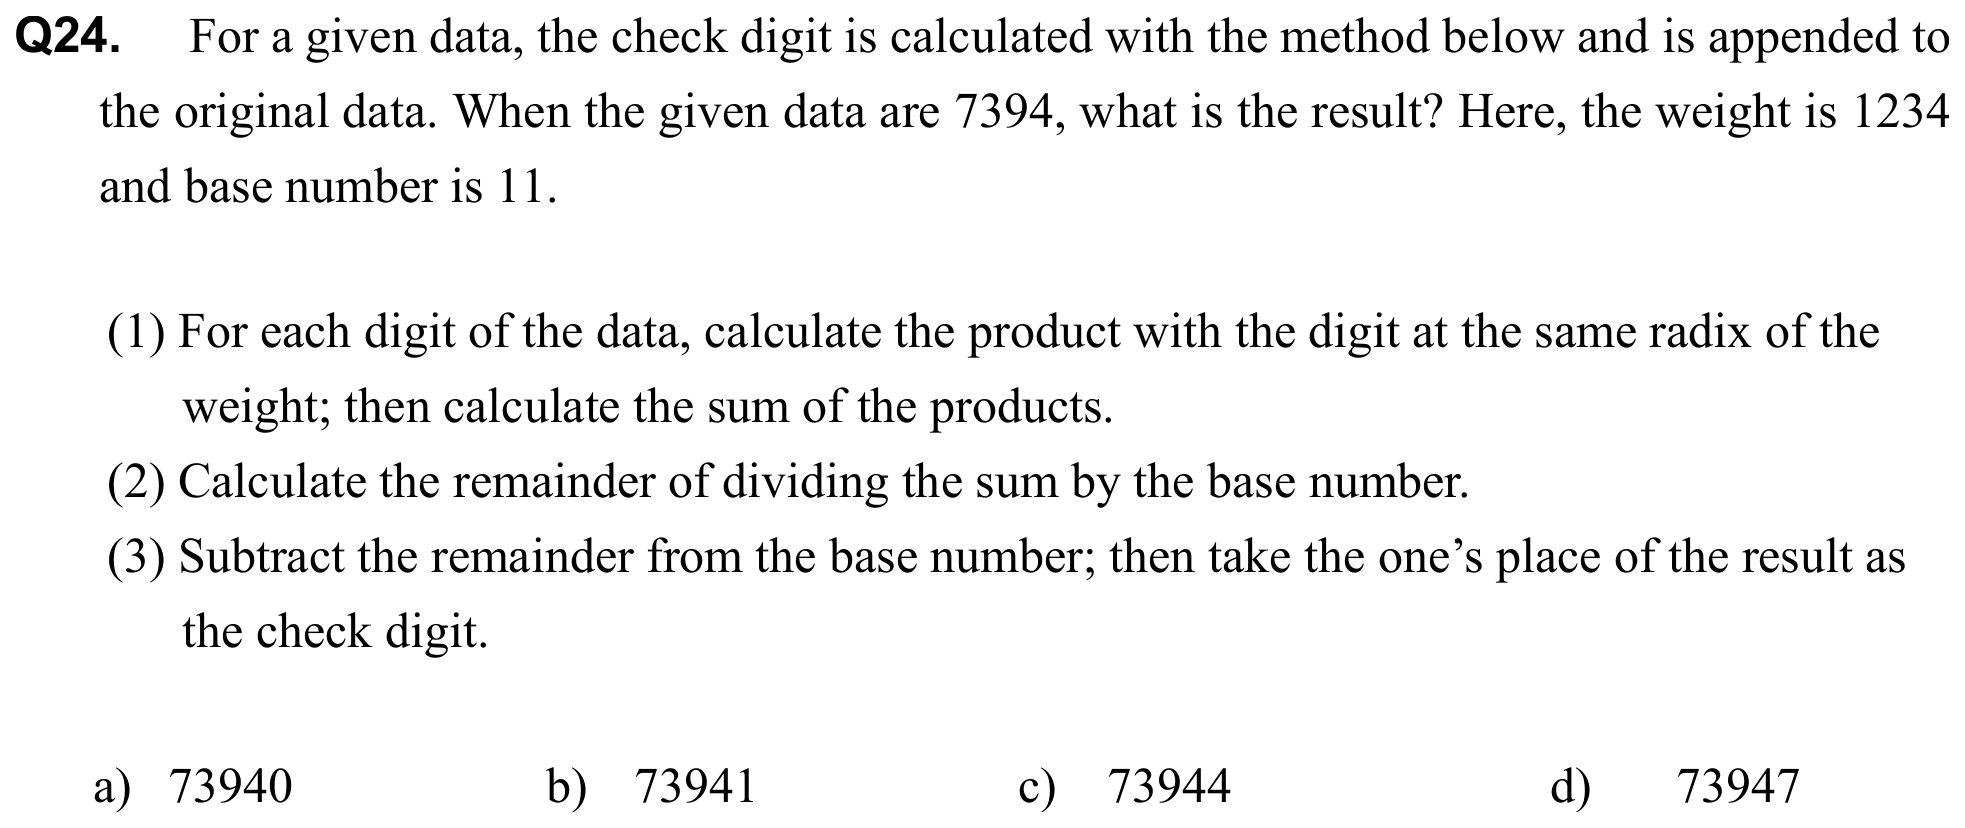 Q24. For a given data, the check digit is calculated with the method below and is appended to
the original data. When the given data are 7394, what is the result? Here, the weight is 1234
and base number is 11.
(1) For each digit of the data, calculate the product with the digit at the same radix of the
weight; then calculate the sum of the products.
(2) Calculate the remainder of dividing the sum by the base number.
(3) Subtract the remainder from the base number; then take the one’s place of the result as
the check digit.
a) 73940 b) 73941 c) 73944 d) 73947